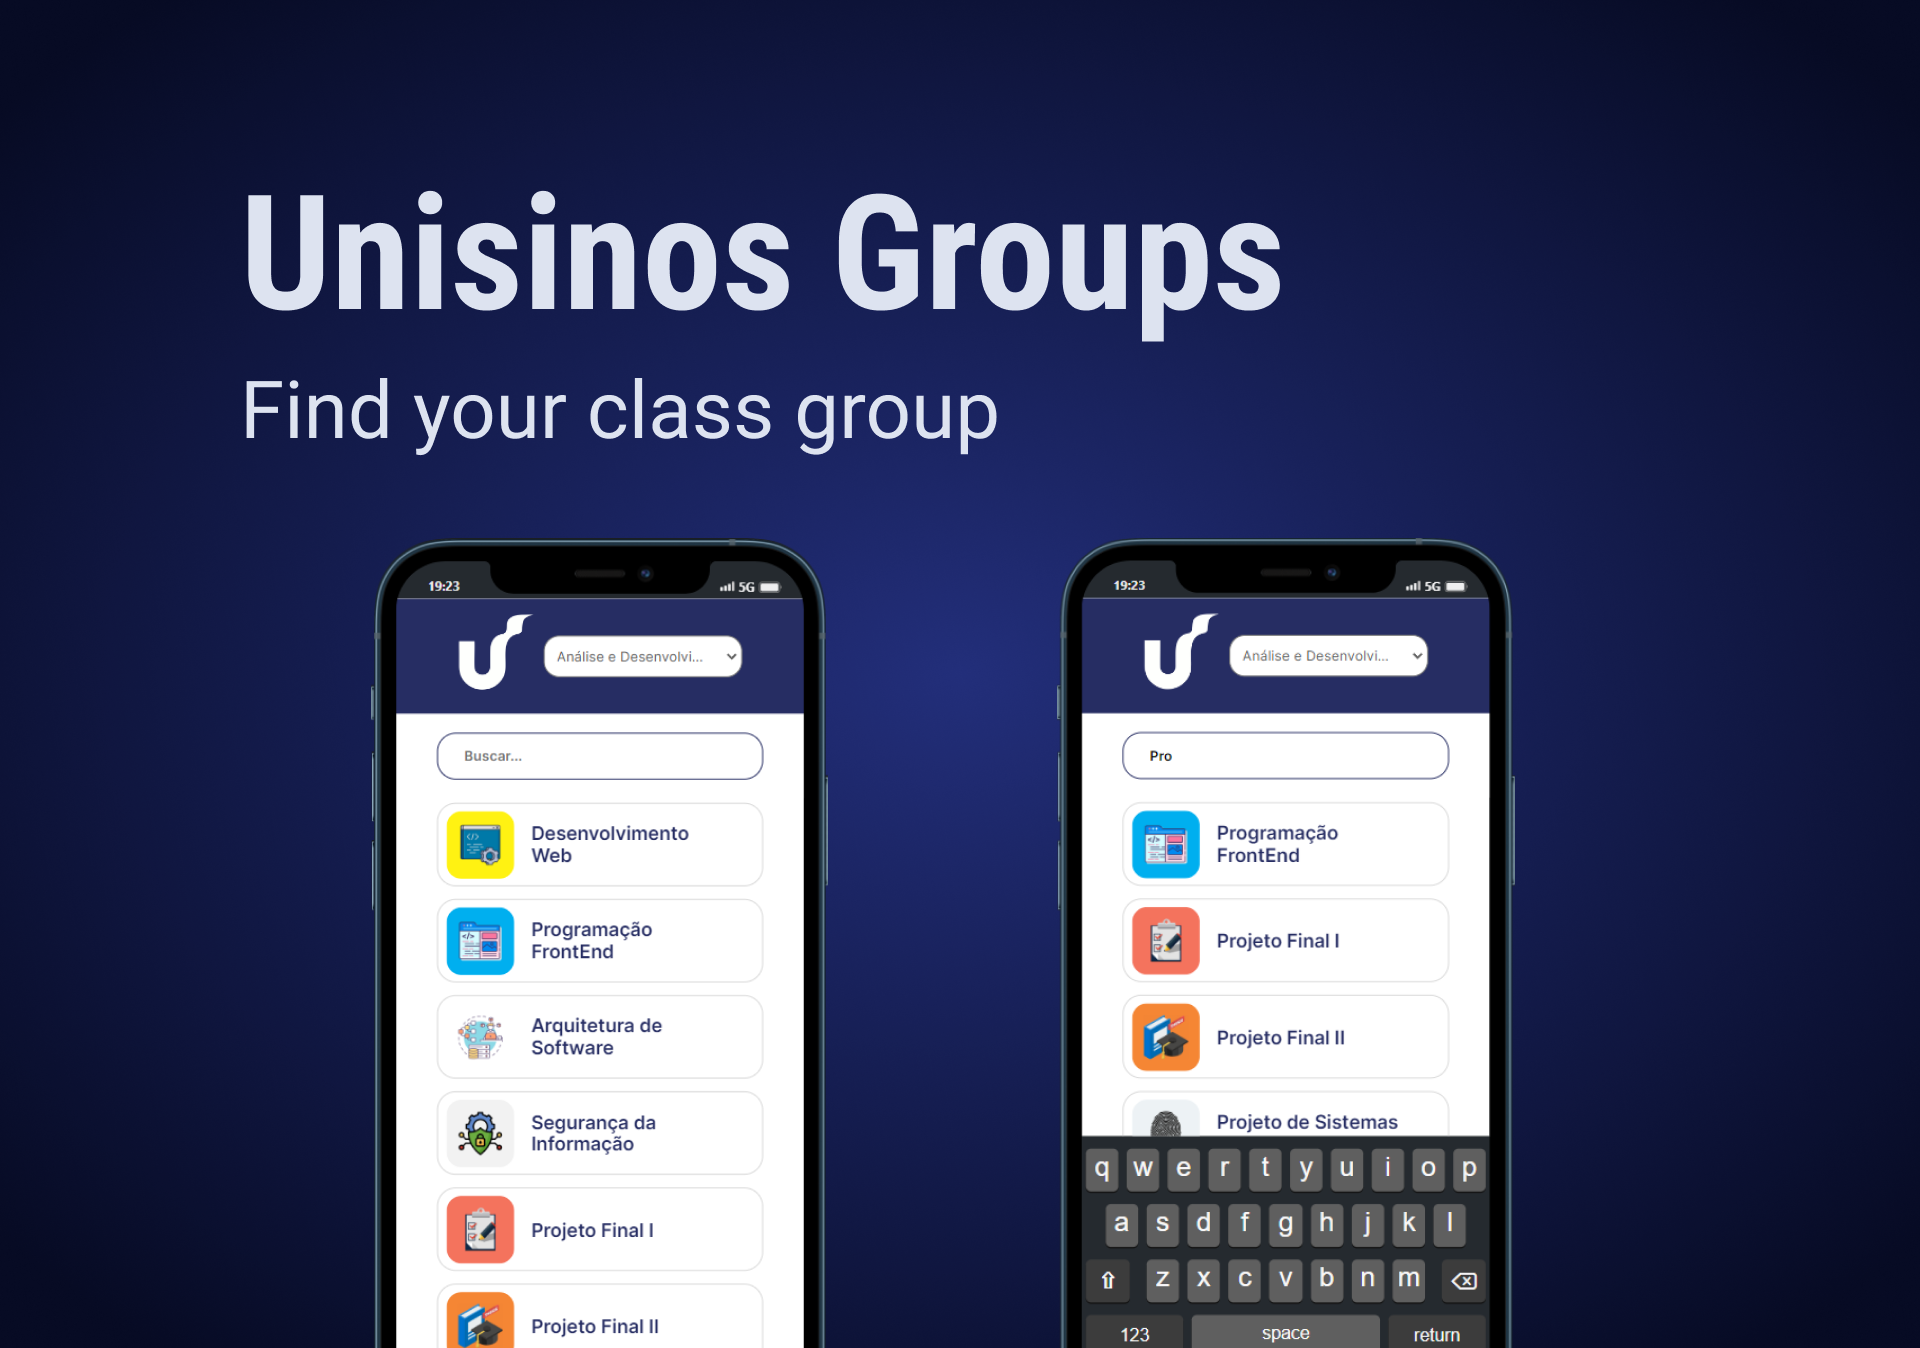 Unisinos Groups
Find your class group
19:23
5G
Análise e Desenvolvi...
Buscar...
Desenvolvimento
Web
Programação
FrontEnd
Arquitetura de
Software
Segurança da
Informação
Projeto Final I
Projeto Final II
19:23
5G
Análise e Desenvolvi...
Pro
Programação
FrontEnd
Projeto Final I
Projeto Final II
Projeto de Sistemas
q w e r t y u i o p
a s d f g h j k l
z x c v b n m
123 space return